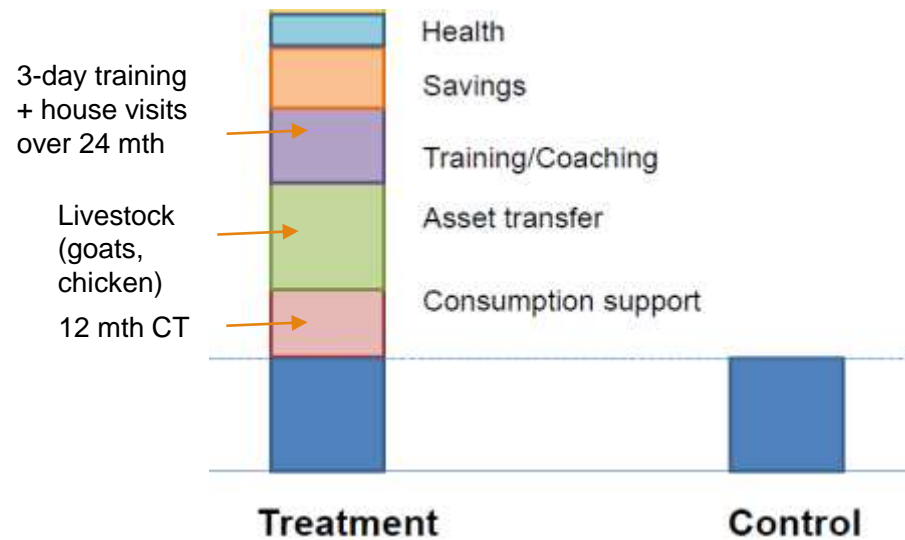 Health
3-day training
+ house visits
over 24 mth
Savings
Training/Coaching
Livestock
(goats,
chicken)
Asset transfer
12 mth CT
Consumption support
Treatment
Control